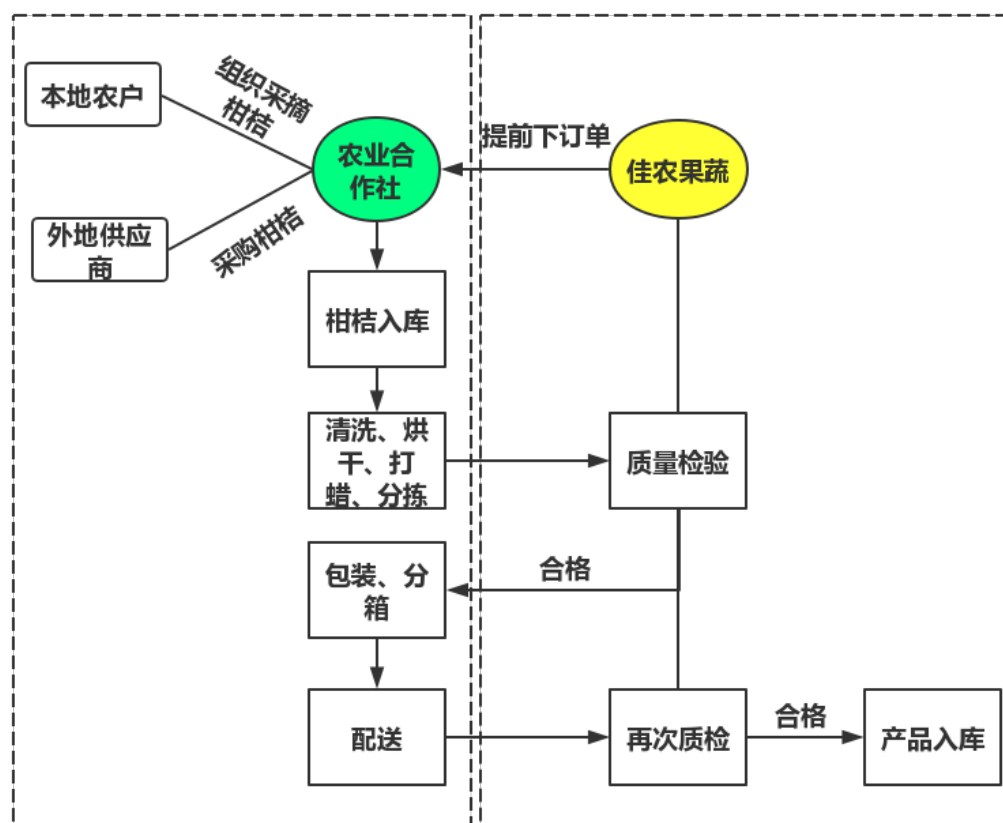 本地农户
组织采摘
柑桔
外地供应
商
采购柑桔
农业合
作社
提前下订单
佳农果蔬
柑桔入库
清洗、烘
干、打
蜡、分拣
质量检验
合格
包装、分
箱
配送
再次质检
合格
产品入库